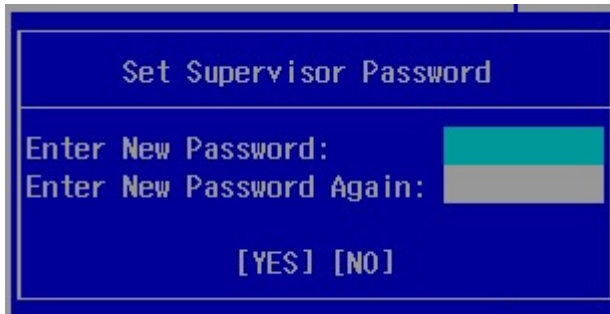 Set Supervisor Password
Enter New Password:
Enter New Password Again:
[YES] [NO]